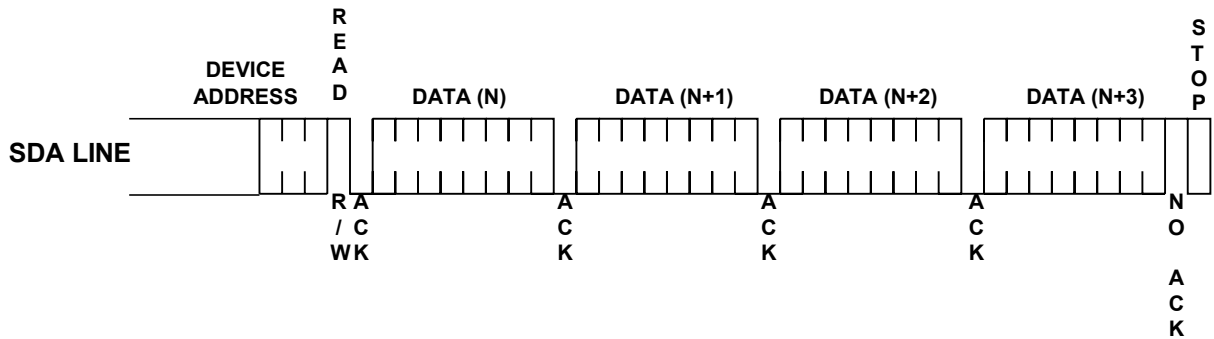 READ
STOP
DEVICE
ADDRESS
DATA (N)
DATA (N+1)
DATA (N+2)
DATA (N+3)
SDA LINE
R/W
ACK
ACK
ACK
ACK
NO ACK